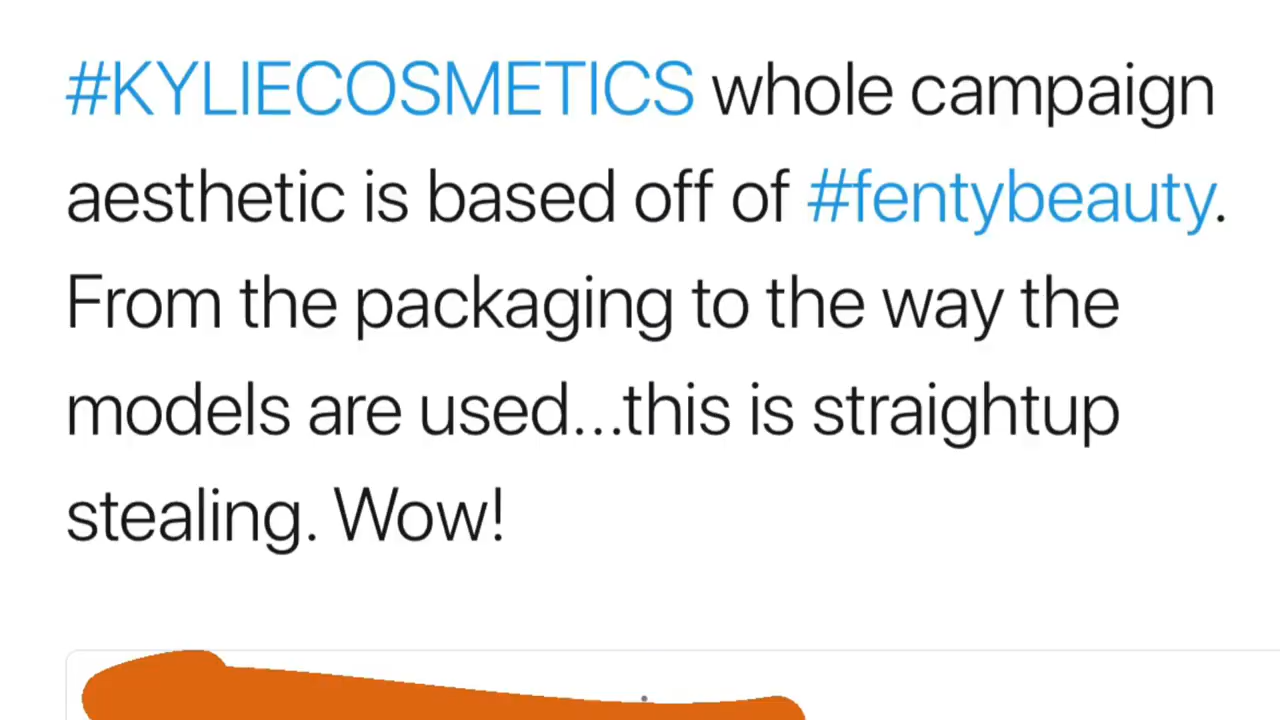 #KYLIECOSMETICS whole campaign
aesthetic is based off of #fentybeauty.
From the packaging to the way the
models are used...this is straightup
stealing. Wow!